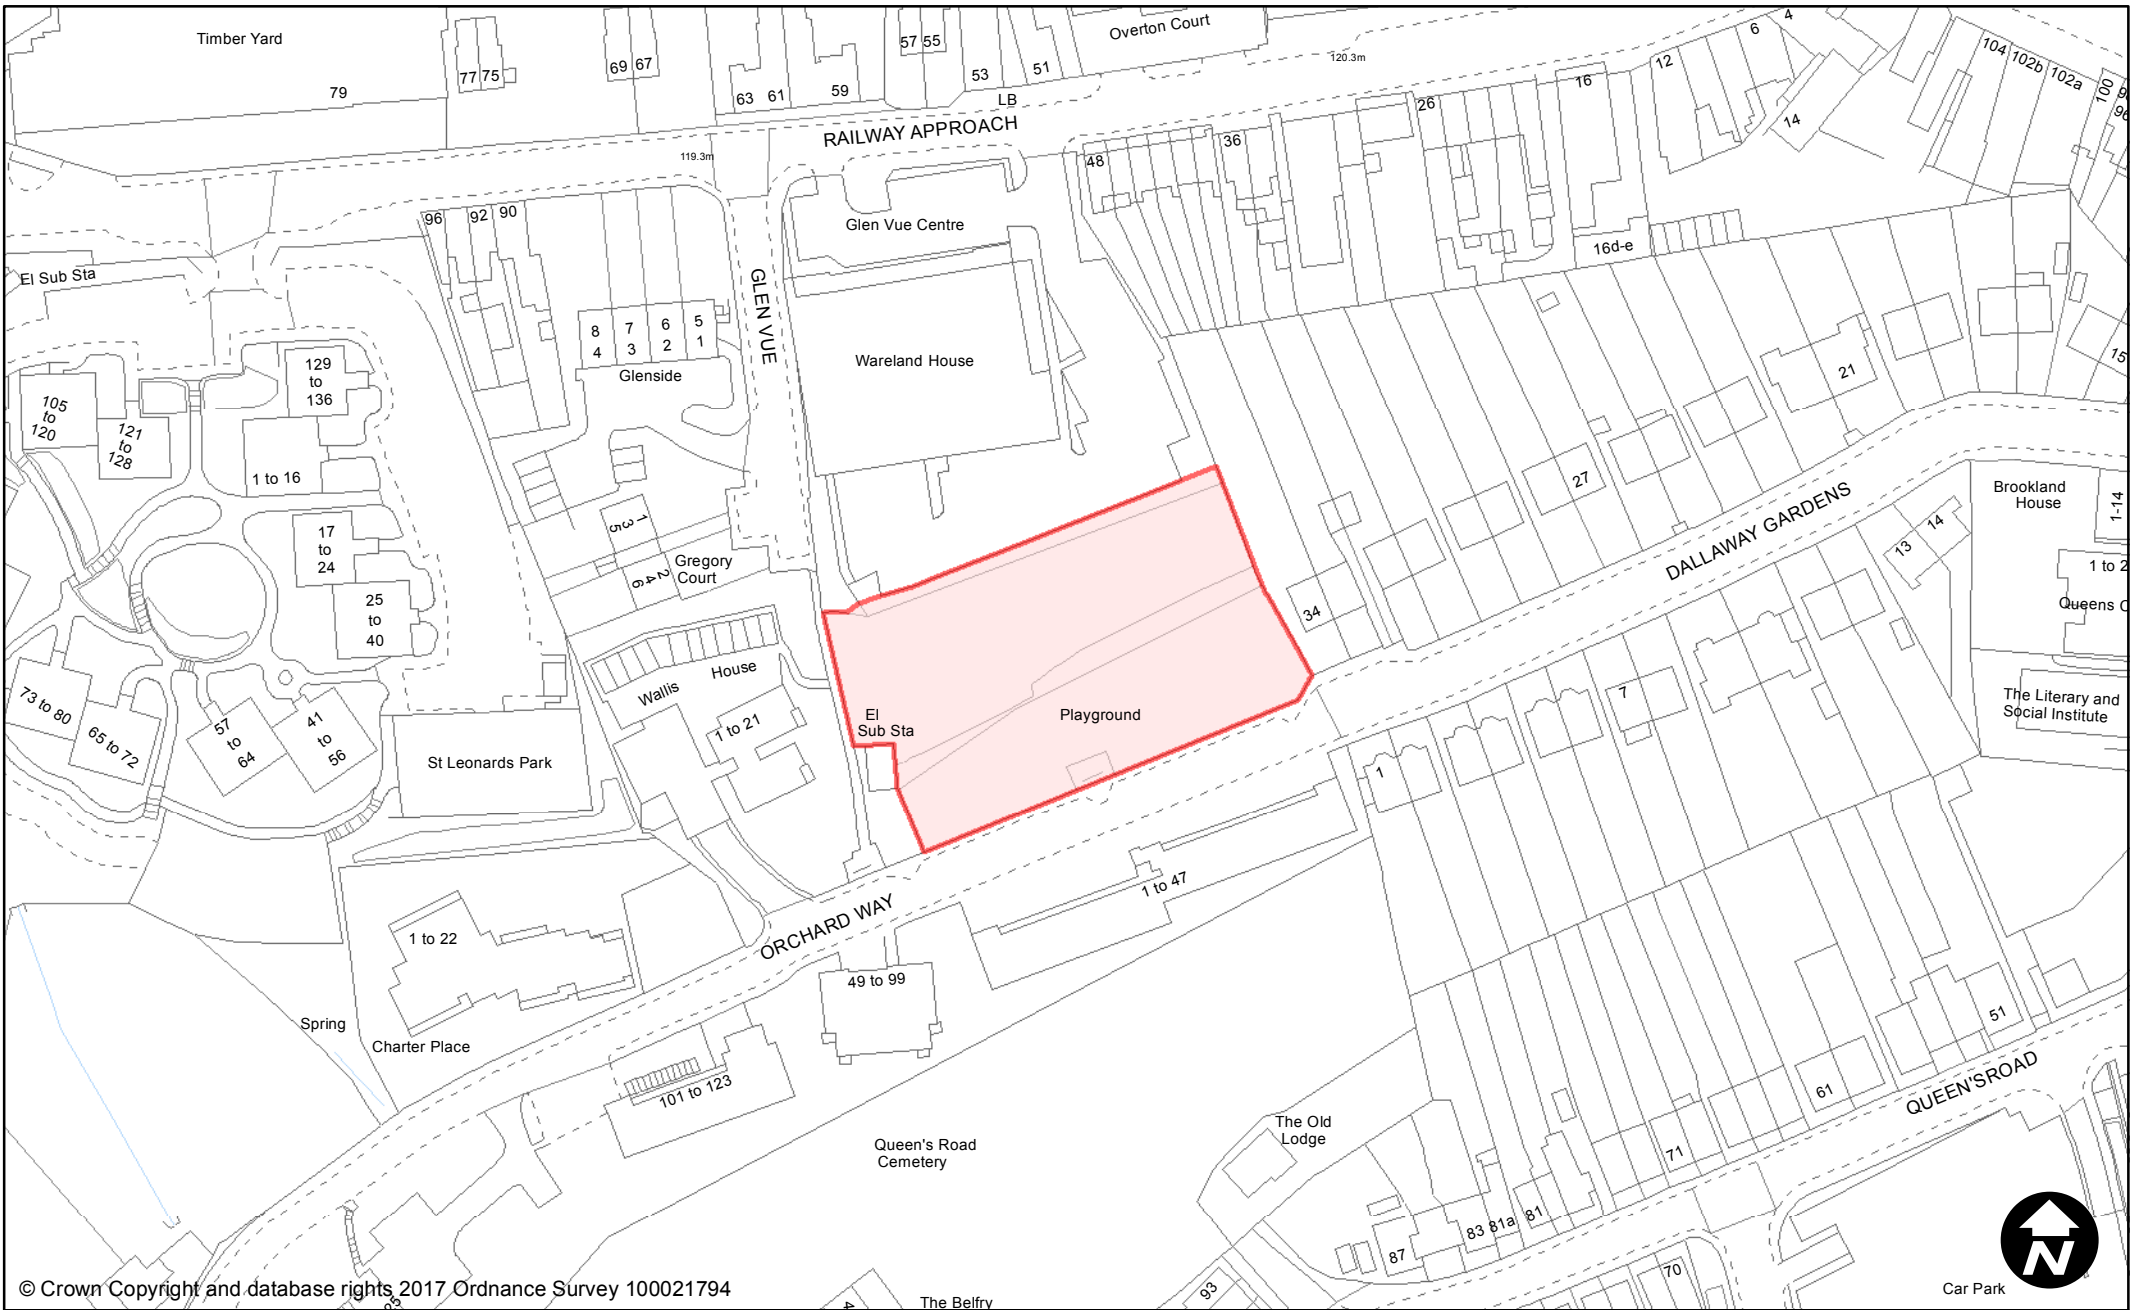 Timber Yard
79
77
75
69
67
63
61
59
57
55
53
51
Overton Court
LB
120.3m
RAILWAY APPROACH
119.3m
4
6
12
14
16
26
36
48
104
102b
102a
100
16d-e
96
92
90
Glen Vue Centre
GLEN VUE
El Sub Sta
8
7
6
5
4
3
2
1
Glenside
Wareland House
21
15
129
to
136
105
to
120
121
to
128
1 to 16
17
to
24
25
to
40
1
3
5
2
4
6
Gregory
Court
27
34
DALLAWAY GARDENS
Brookland
House
1-14
13
14
1 to 2
Queens C
The Literary and
Social Institute
Wallis House
1 to 21
El
Sub Sta
Playground
7
1
73 to 80
65 to 72
57
to
64
41
to
56
St Leonards Park
1 to 47
ORCHARD WAY
1 to 22
49 to 99
Spring
Charter Place
101 to 123
Queen's Road
Cemetery
The Old
Lodge
51
61
71
QUEEN'S ROAD
81
81a
83
87
93
70
N
Car Park
The Belfry
© Crown Copyright and database rights 2017 Ordnance Survey 100021794